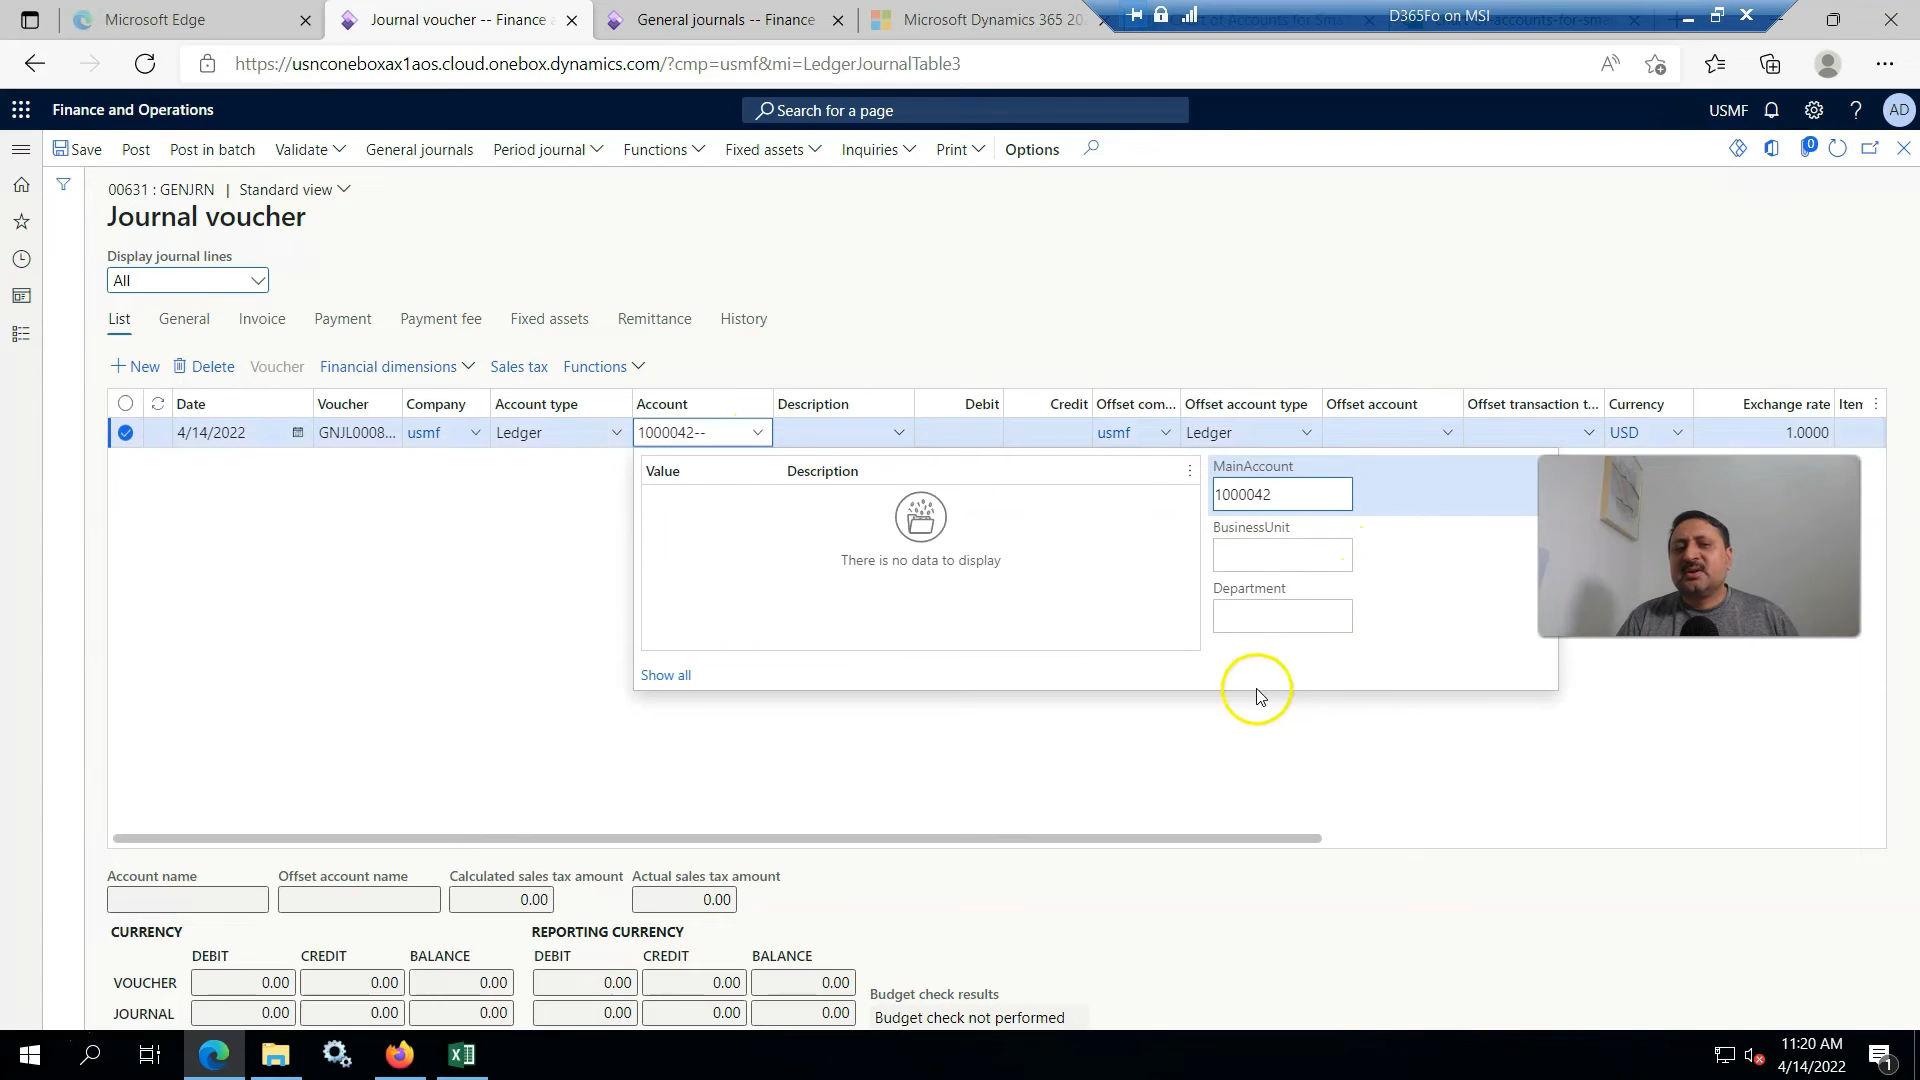 Microsoft Edge
Journal voucher -- Finance
General journals -- Finance
Microsoft Dynamics 365 20
of Accounts for Sma
accounts-for-sma
D365Fo on MSI
https://usnconeboxax1aos.cloud.onebox.dynamics.com/?cmp=usmf&mi=LedgerJournalTable3
Finance and Operations
Search for a page
USMF
?
AD
Save
Post
Post in batch
Validate
General journals
Period journal
Functions
Fixed assets
Inquiries
Print
Options
0
00631 : GENJRN | Standard view
Journal voucher
Display journal lines
All
List
General
Invoice
Payment
Payment fee
Fixed assets
Remittance
History
New
Delete
Voucher
Financial dimensions
Sales tax
Functions
Date Voucher Company Account type Account Description Debit Credit Offset com... Offset account type Offset account Offset transaction t... Currency Exchange rate Item
4/14/2022 GNJL0008... usmf Ledger 1000042-- usmf Ledger USD 1.0000
Value Description
There is no data to display
Show all
MainAccount
1000042
BusinessUnit
Department
Account name Offset account name Calculated sales tax amount Actual sales tax amount
0.00 0.00
CURRENCY REPORTING CURRENCY
DEBIT CREDIT BALANCE DEBIT CREDIT BALANCE
VOUCHER 0.00 0.00 0.00 0.00 0.00 0.00
JOURNAL 0.00 0.00 0.00 0.00 0.00 0.00
Budget check results
Budget check not performed
11:20 AM
4/14/2022
1